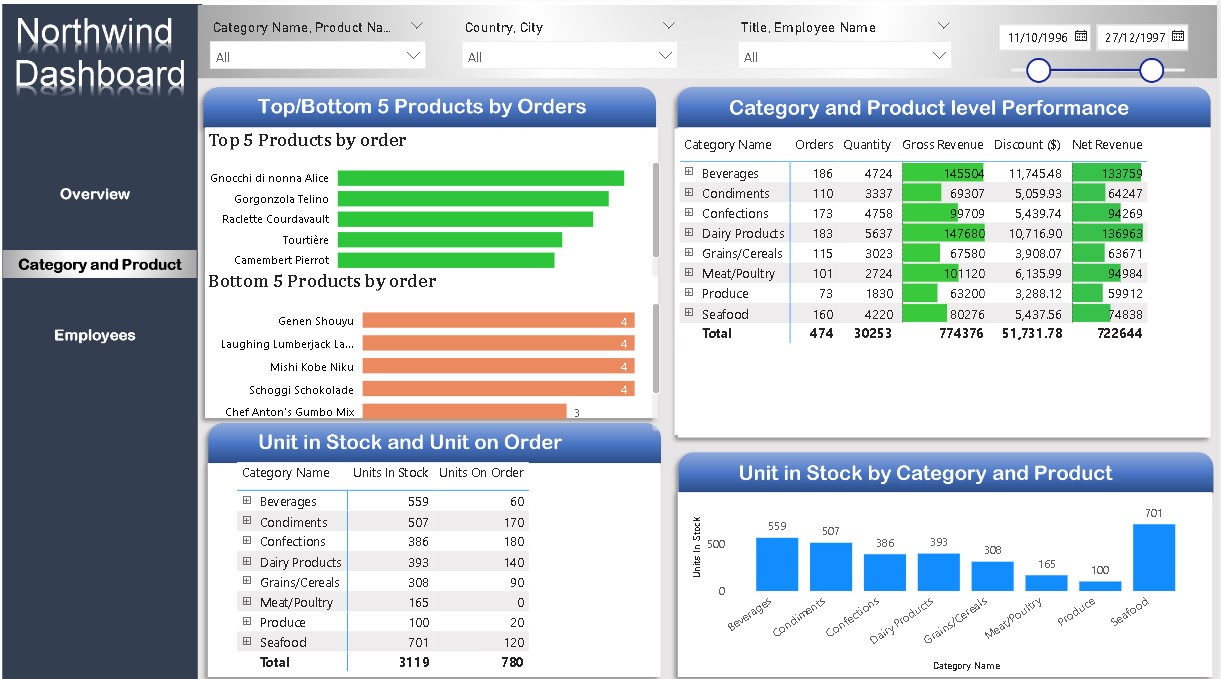 Northwind
Dashboard
Overview
Category and Product
Employees
Category Name, Product Na...
All
Country, City
All
Title, Employee Name
All
11/10/1996
27/12/1997
Top/Bottom 5 Products by Orders
Top 5 Products by order
Gnocchi di nonna Alice
Gorgonzola Telino
Raclette Courdavault
Tourtière
Camembert Pierrot
Bottom 5 Products by order
Genen Shouyu 4
Laughing Lumberjack La... 4
Mishi Kobe Niku 4
Schoggi Schokolade 4
Chef Anton's Gumbo Mix 3
Category and Product level Performance
Category Name Orders Quantity Gross Revenue Discount ($) Net Revenue
Beverages 186 4724 145504 11,745.48 133759
Condiments 110 3337 69307 5,059.93 64247
Confections 173 4758 99709 5,439.74 94269
Dairy Products 183 5637 147680 10,716.90 136963
Grains/Cereals 115 3023 67580 3,908.07 63671
Meat/Poultry 101 2724 101120 6,135.99 94984
Produce 73 1830 63200 3,288.12 59912
Seafood 160 4220 80276 5,437.56 74838
Total 474 30253 774376 51,731.78 722644
Unit in Stock and Unit on Order
Category Name Units In Stock Units On Order
Beverages 559 60
Condiments 507 170
Confections 386 180
Dairy Products 393 140
Grains/Cereals 308 90
Meat/Poultry 165 0
Produce 100 20
Seafood 701 120
Total 3119 780
Unit in Stock by Category and Product
Units In Stock
500
0
559
507
386
393
308
165
100
701
Beverages
Condiments
Confections
Dairy Products
Grains/Cereals
Meat/Poultry
Produce
Seafood
Category Name